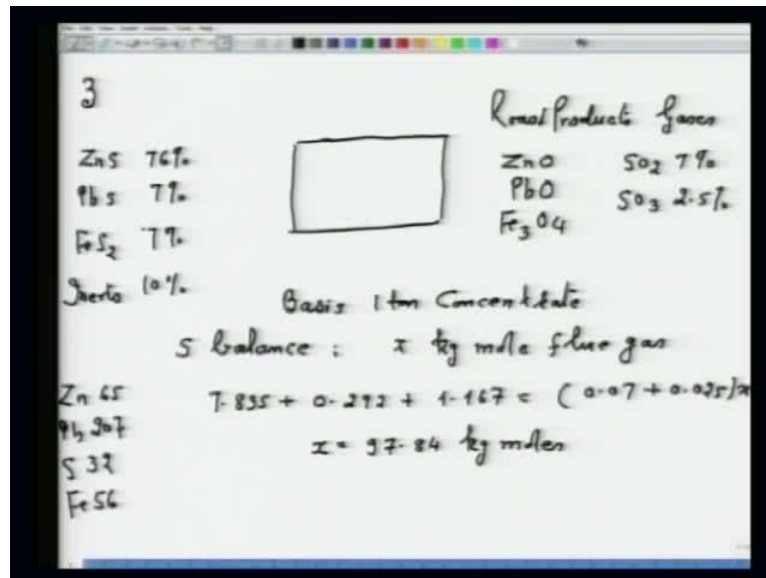 3
Roast Products Gases
ZnS 76%
PbS 7%
FeS₂ 7%
Inerts 10%
ZnO SO₂ 7%
PbO SO₃ 2.5%
Fe₃O₄
Basis 1 ton Concentrate
S balance : x kg mole flue gas
7.835 + 0.292 + 1.167 = (0.07 + 0.025)x
x = 97.84 kg moles
Zn 65
Pb 207
S 32
Fe 56